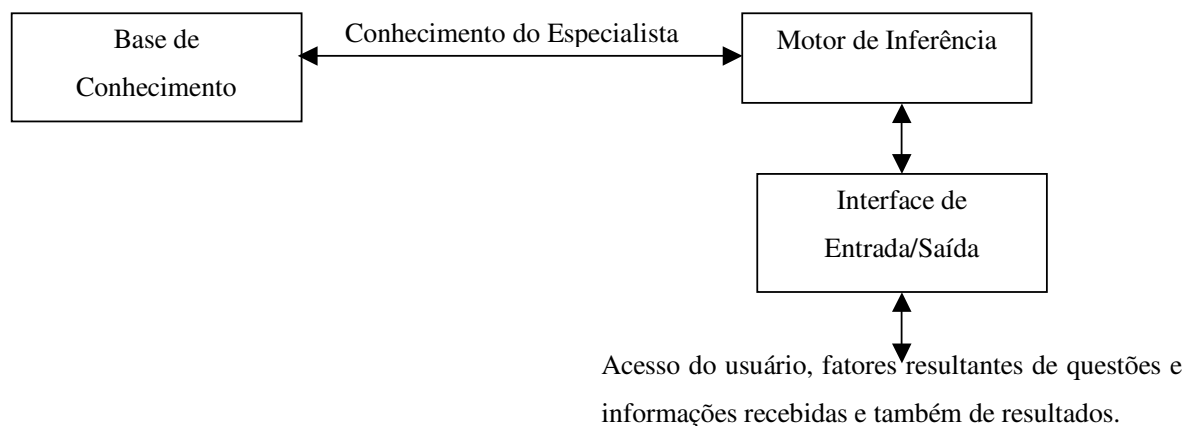 Base de
Conhecimento
Conhecimento do Especialista
Motor de Inferência
Interface de
Entrada/Saída
Acesso do usuário, fatores resultantes de questões e
informações recebidas e também de resultados.